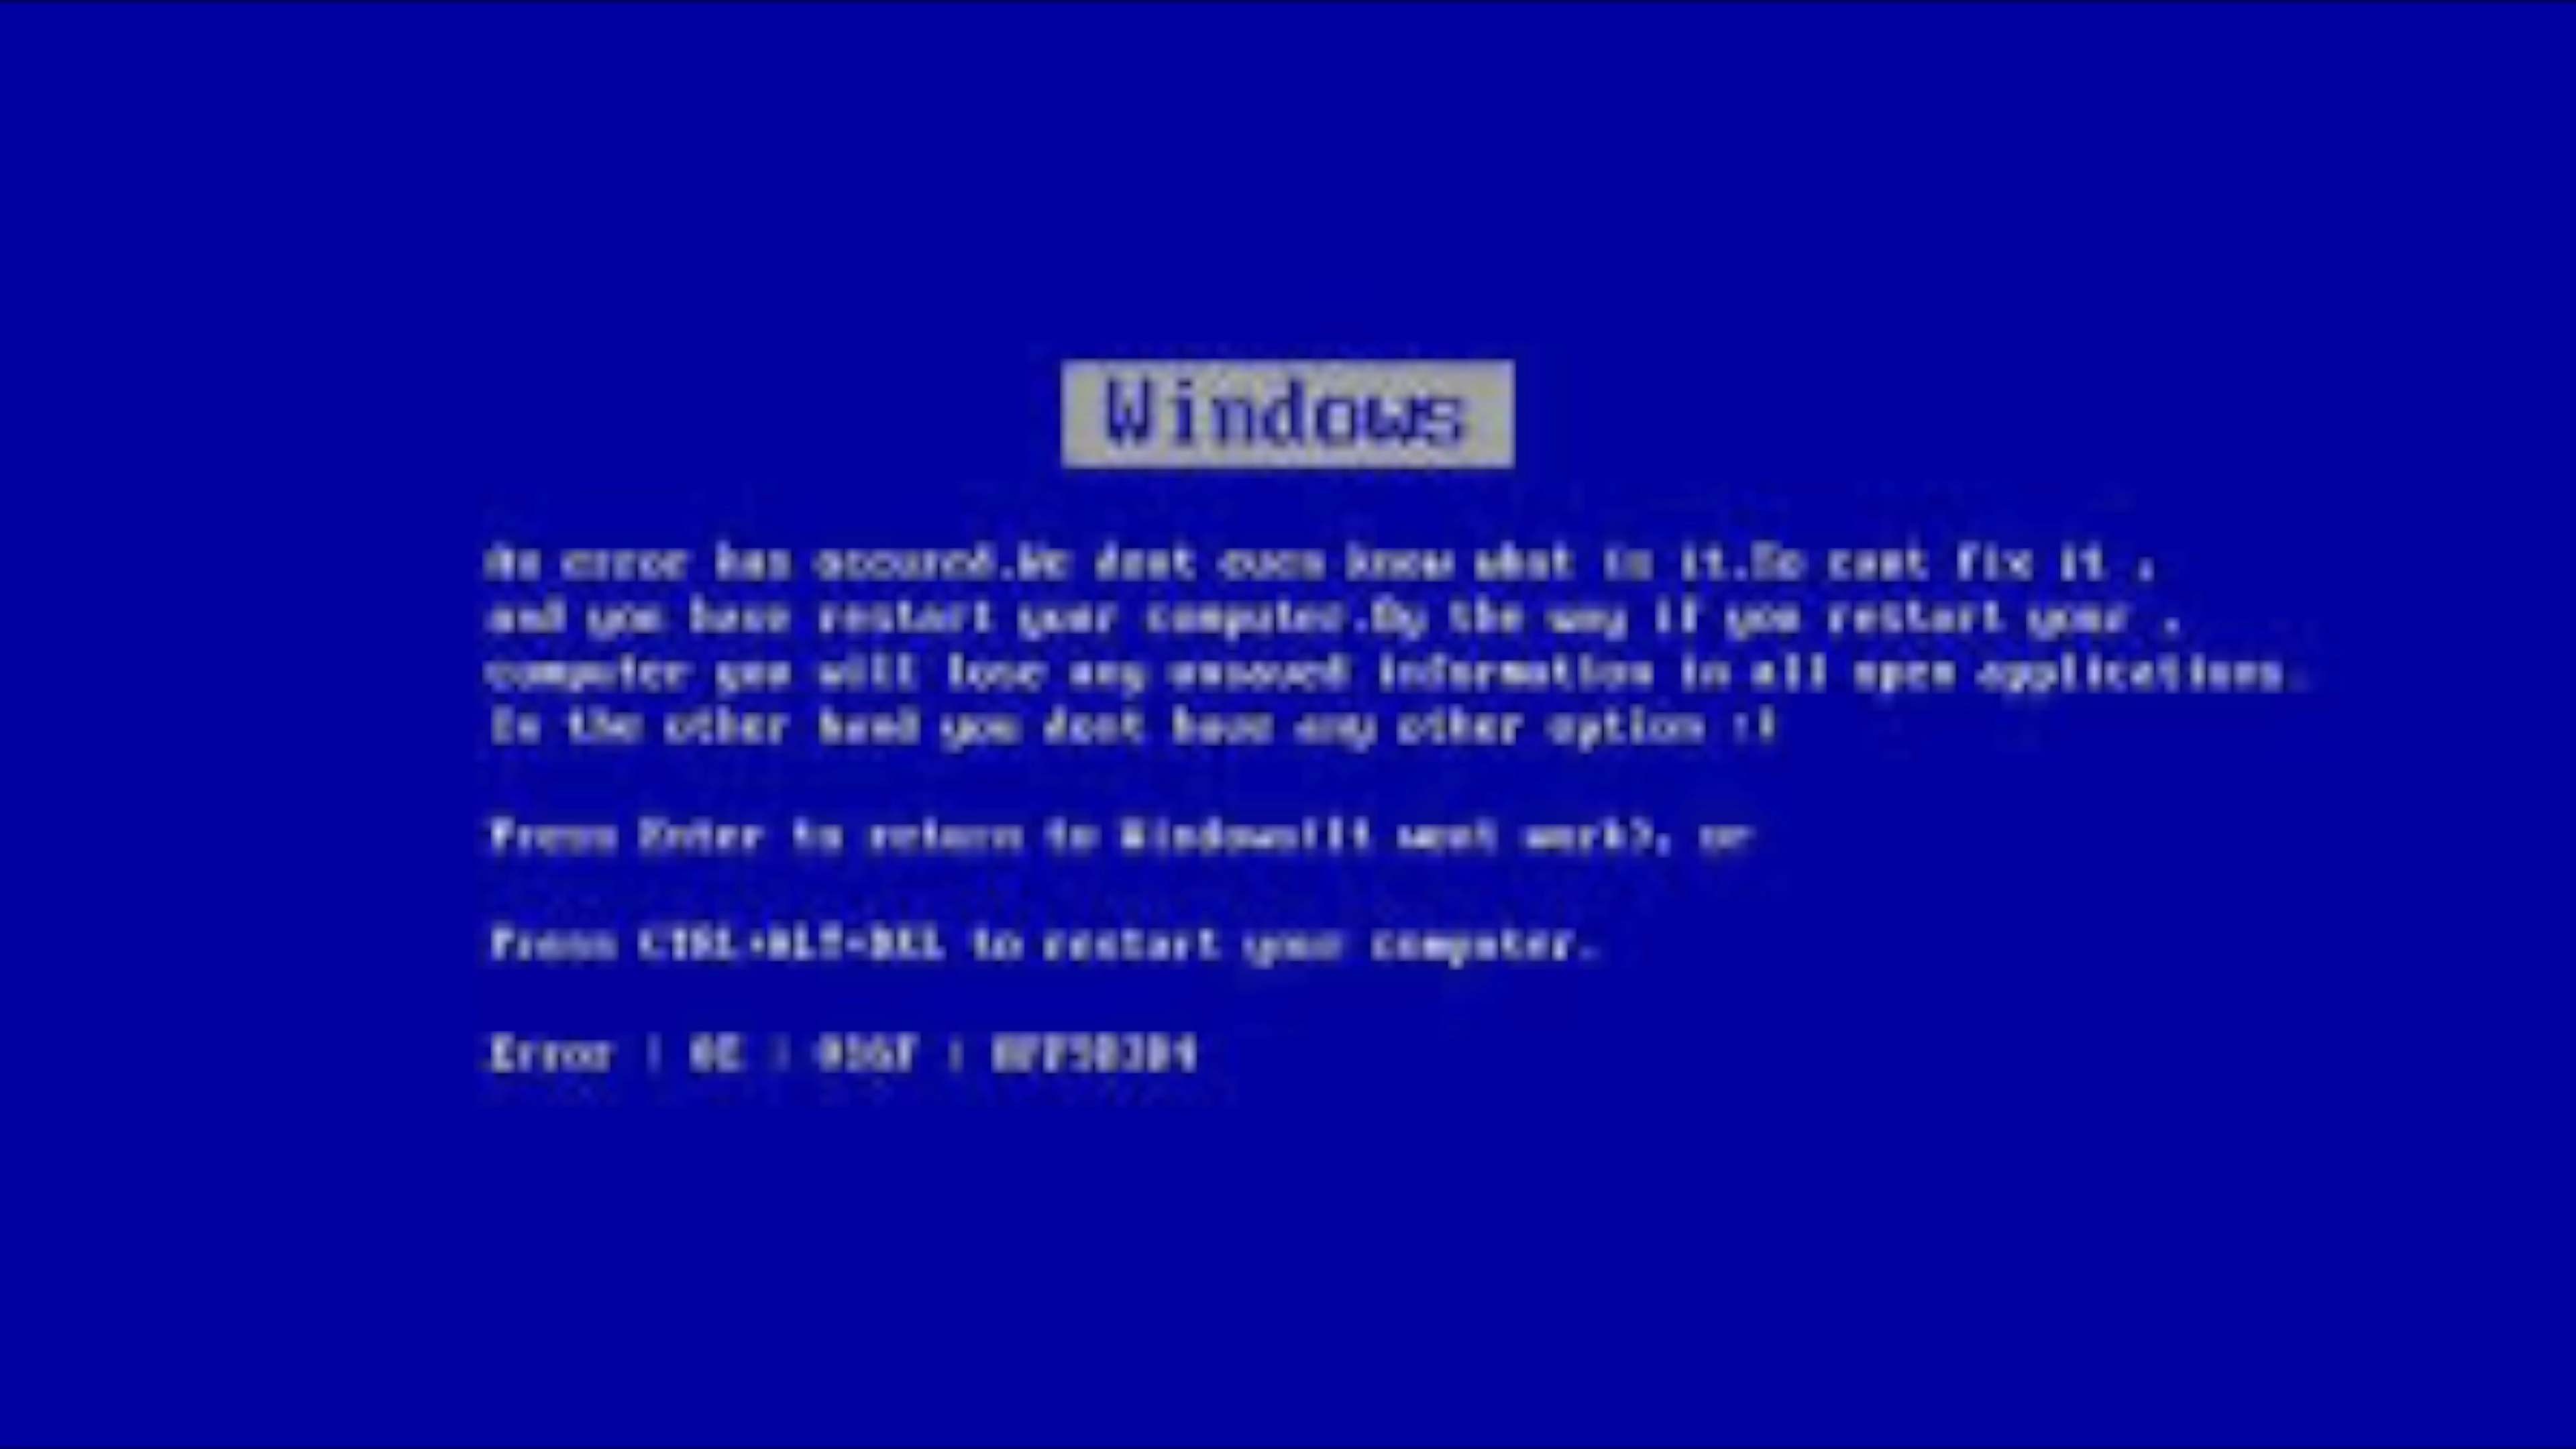 Windows
An error has occured.We dont even know what is it.So cant fix it .
and you have restart your computer.By the way if you restart your .
computer you will lose any unsaved information in all open applications.
In the other hand you dont have any other option
Press Enter to return to Windows(It wont work), or
Press CTRL+ALT+DEL to restart your computer.
Error : 0E :